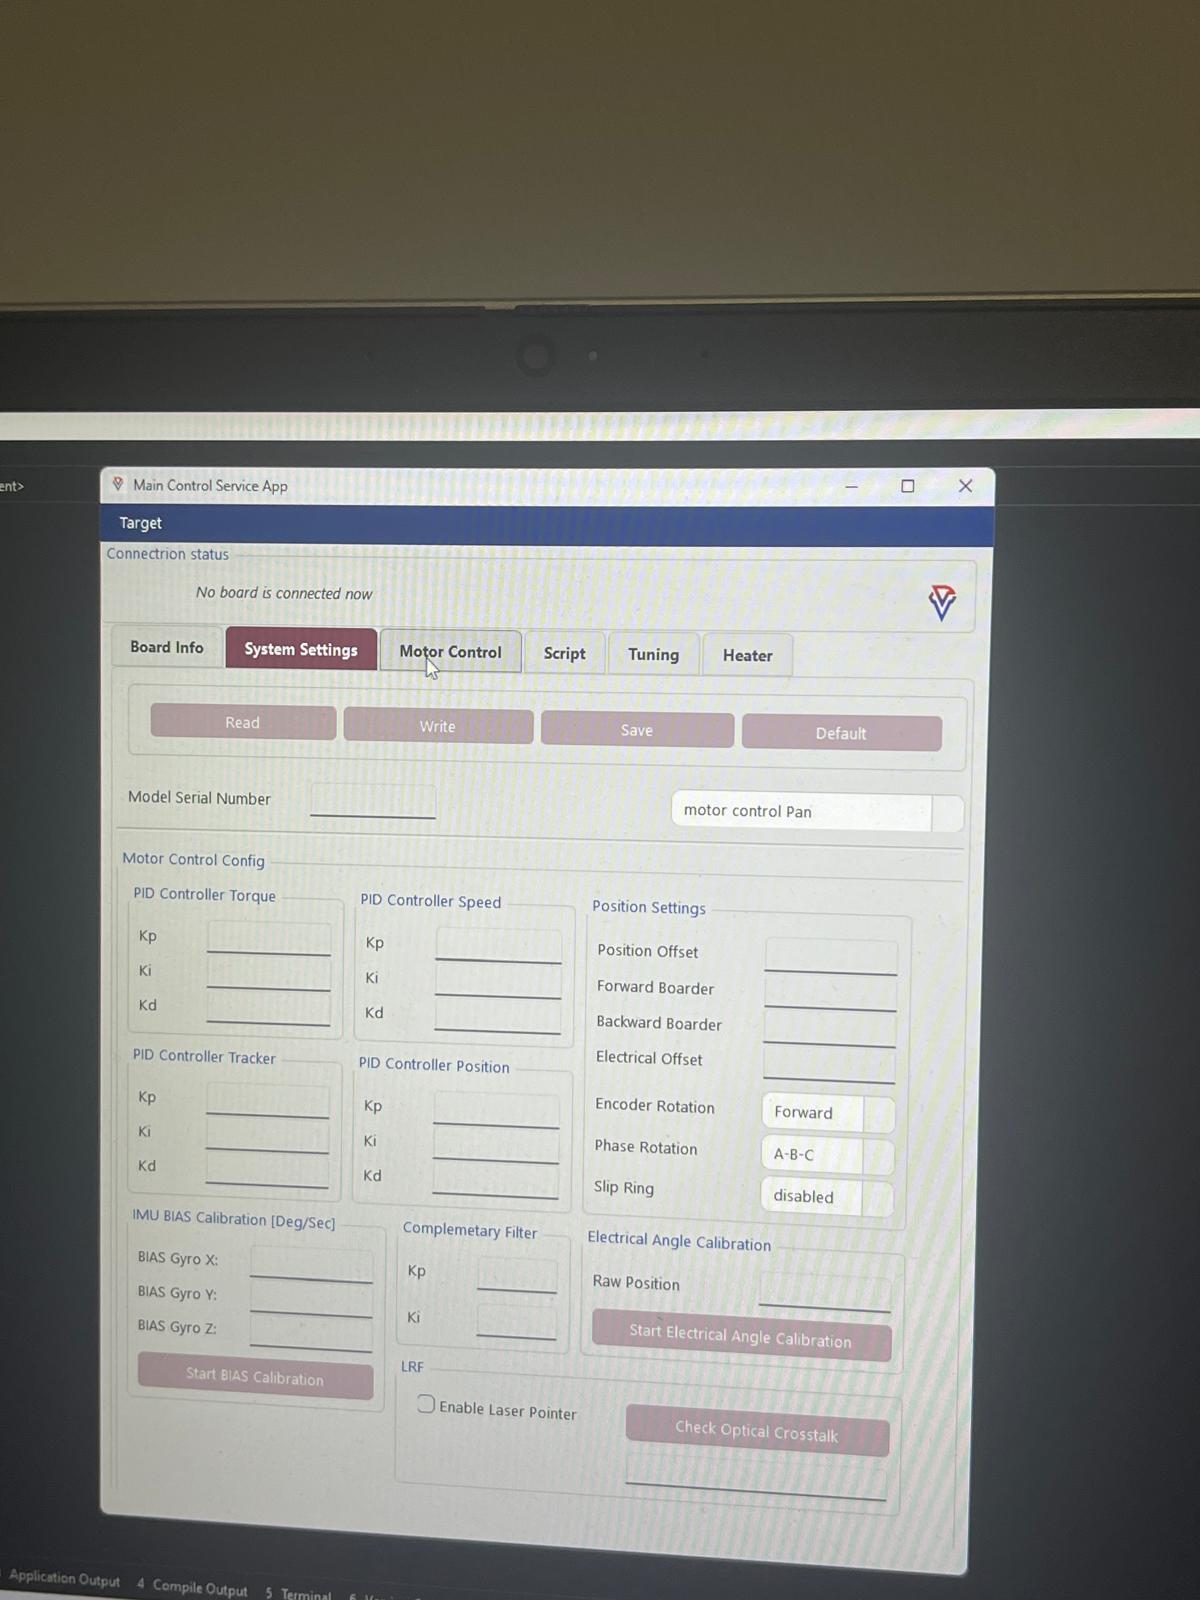 ent>
Main Control Service App
Target
Connectrion status
No board is connected now
Board Info System Settings Motor Control Script Tuning Heater
Read Write Save Default
Model Serial Number motor control Pan
Motor Control Config
PID Controller Torque
Kp
Ki
Kd
PID Controller Speed
Kp
Ki
Kd
Position Settings
Position Offset
Forward Boarder
Backward Boarder
Electrical Offset
Encoder Rotation Forward
Phase Rotation A-B-C
Slip Ring disabled
PID Controller Tracker
Kp
Ki
Kd
PID Controller Position
Kp
Ki
Kd
IMU BIAS Calibration [Deg/Sec]
BIAS Gyro X:
BIAS Gyro Y:
BIAS Gyro Z:
Start BIAS Calibration
Complemetary Filter
Kp
Ki
Electrical Angle Calibration
Raw Position
Start Electrical Angle Calibration
LRF
Enable Laser Pointer
Check Optical Crosstalk
Application Output 4 Compile Output 5 Terminal 6